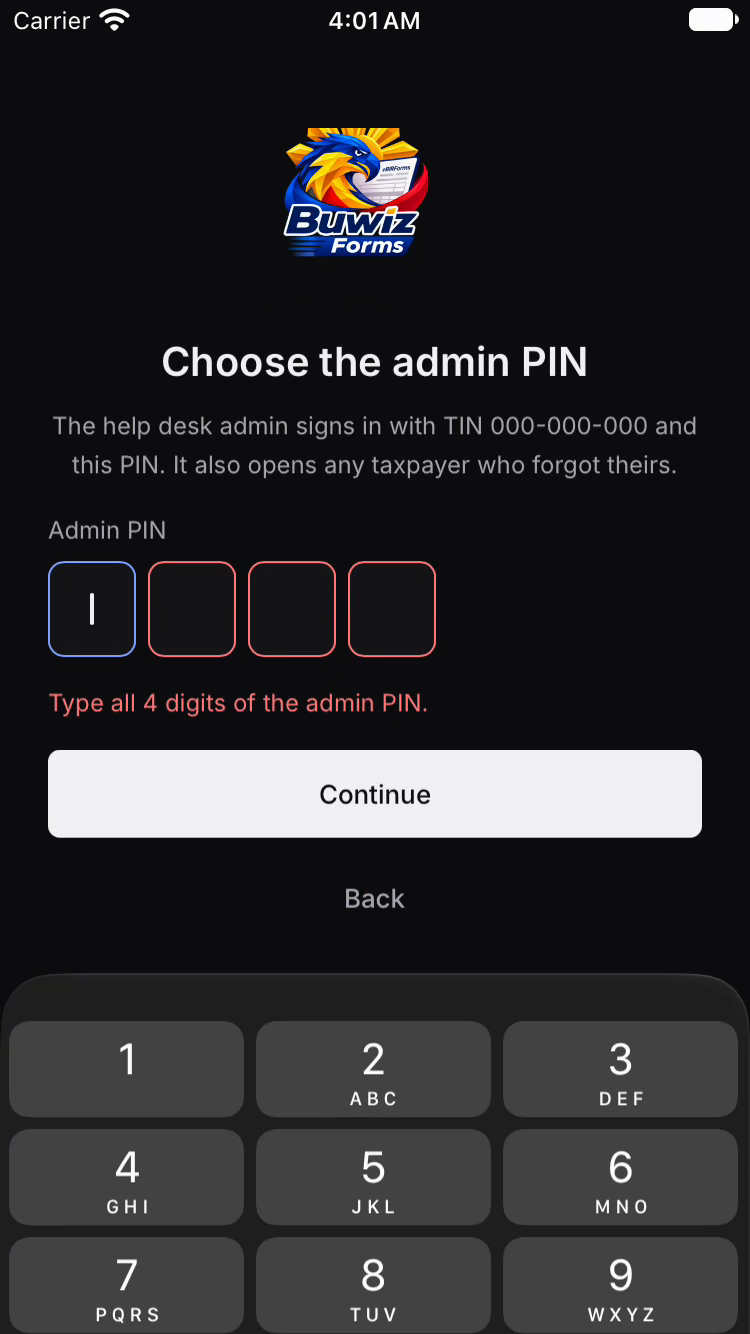 Carrier 4:01 AM
eBIRForms
Buwiz
Forms
Choose the admin PIN
The help desk admin signs in with TIN 000-000-000 and
this PIN. It also opens any taxpayer who forgot theirs.
Admin PIN
Type all 4 digits of the admin PIN.
Continue
Back
1 2 3
ABC DEF
4 5 6
GHI JKL MNO
7 8 9
PQRS TUV WXYZ